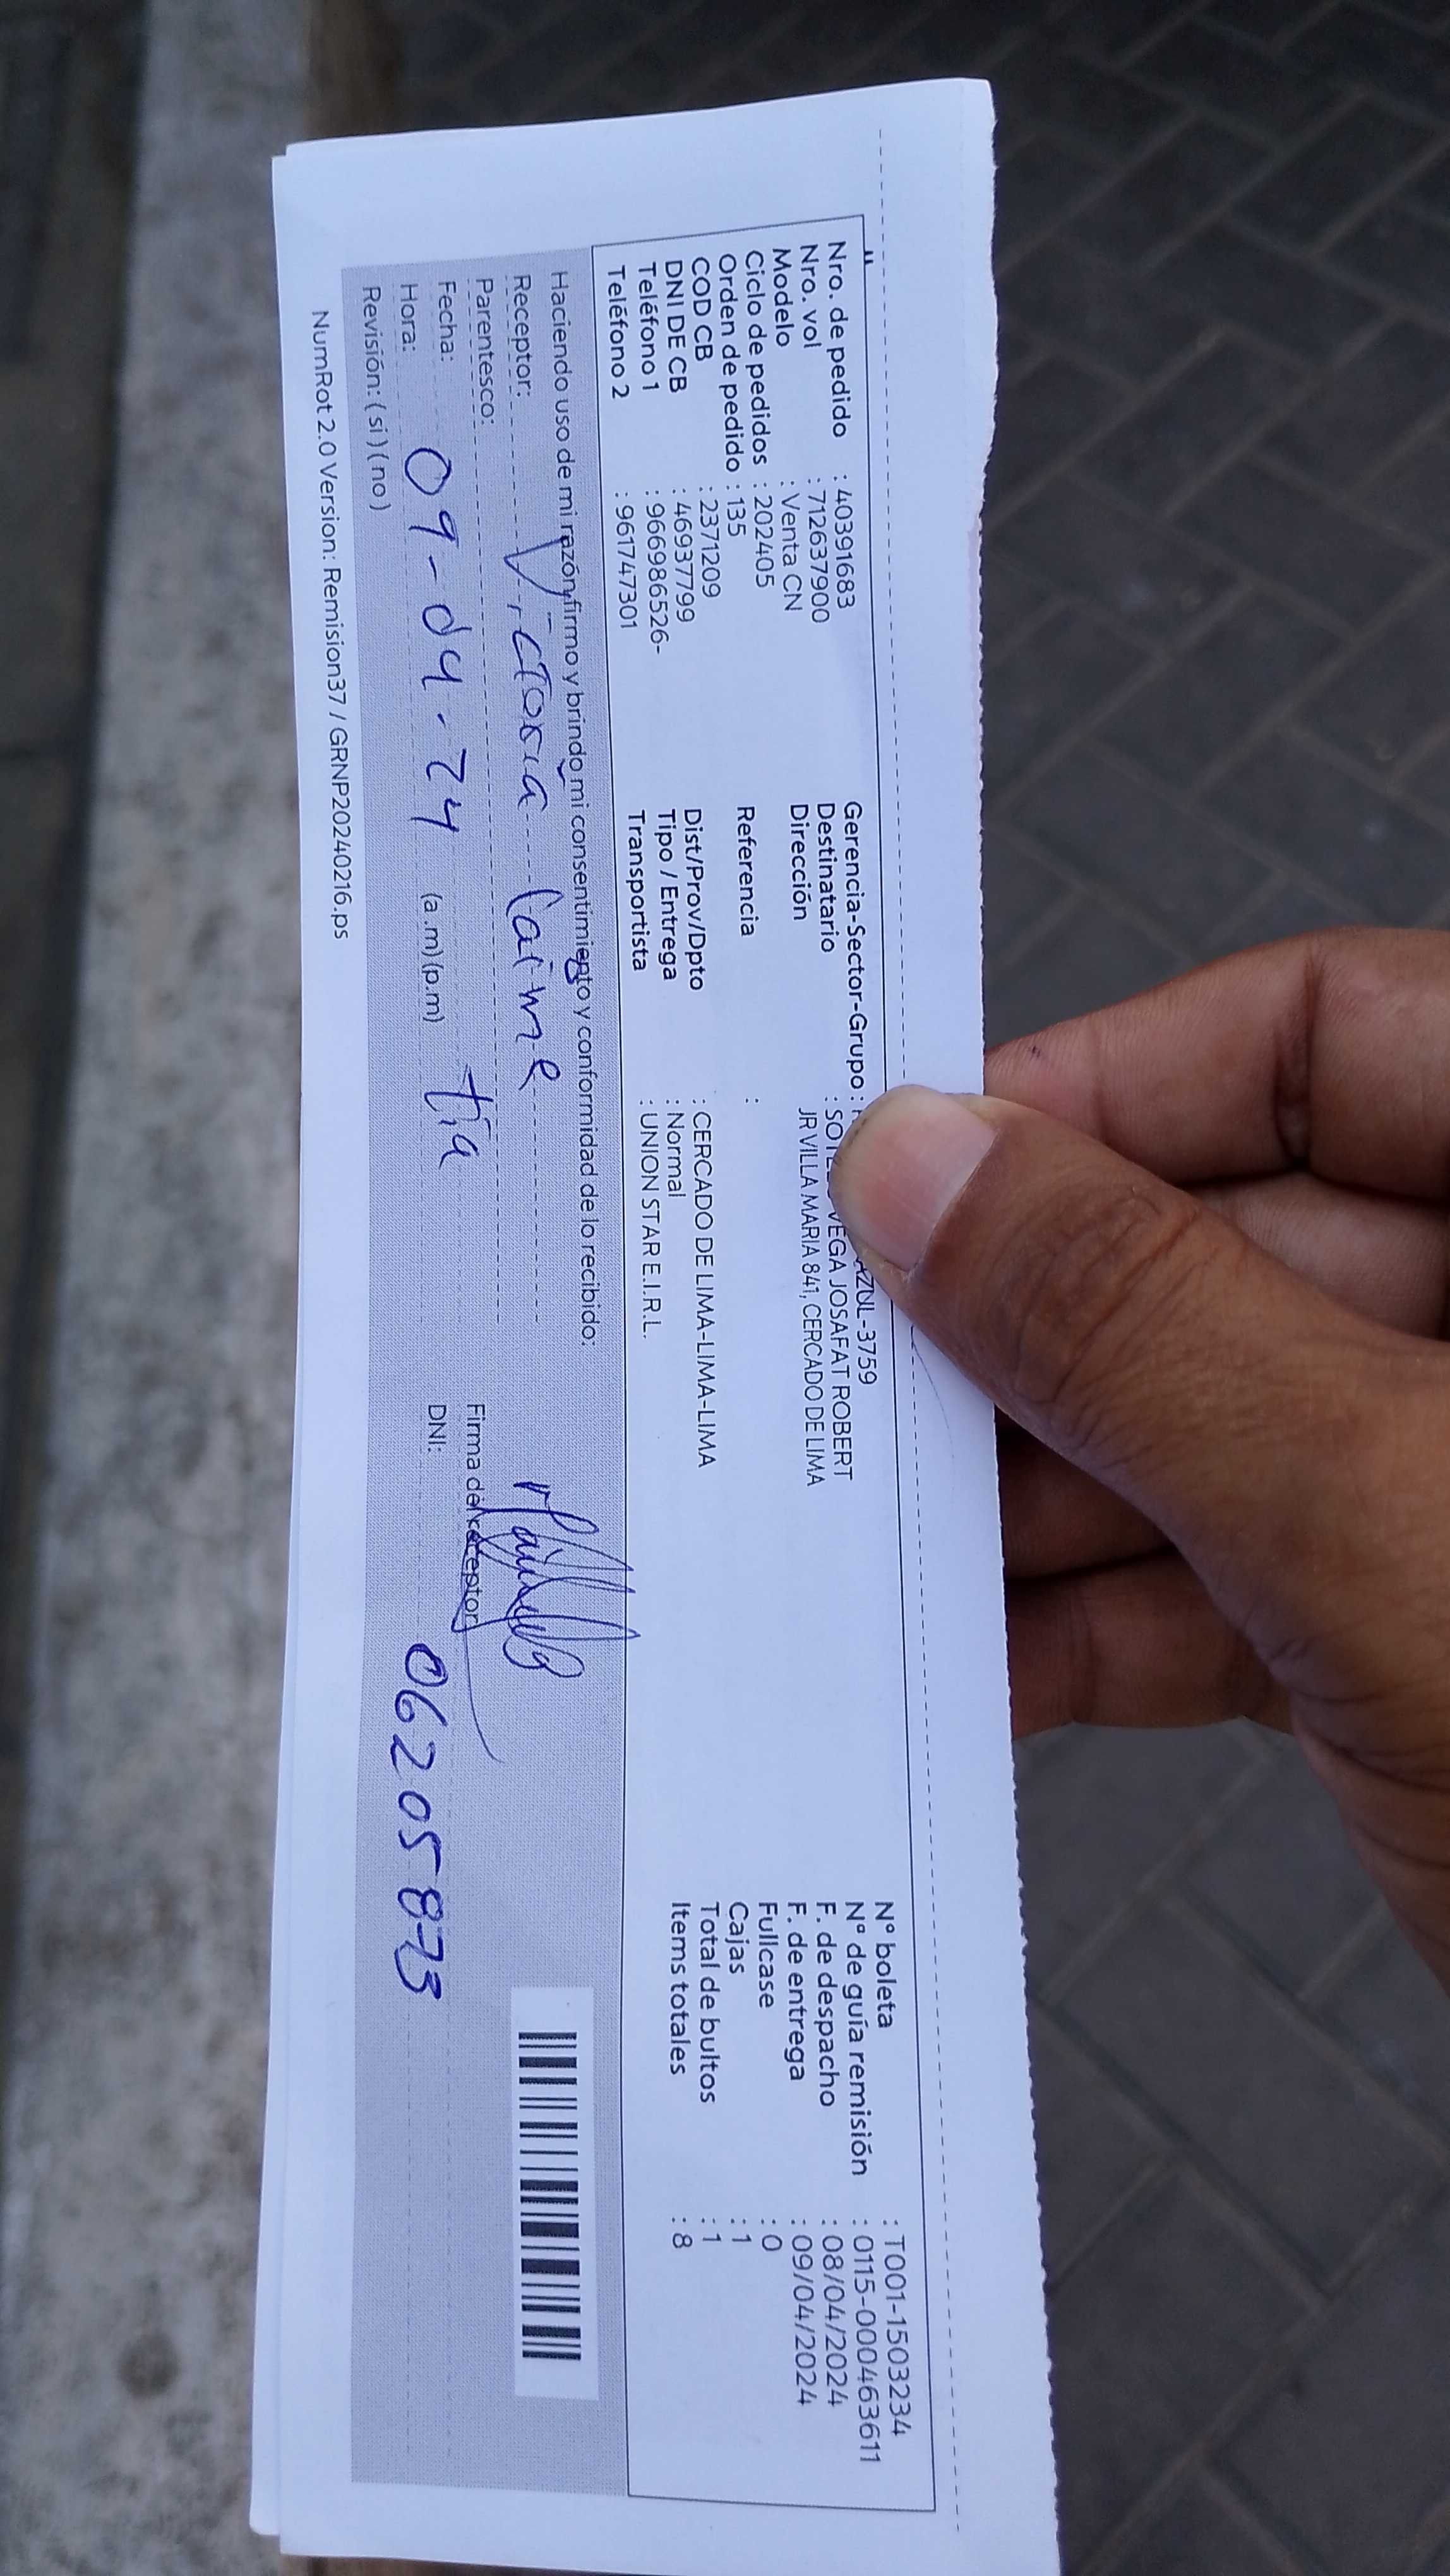 Nro. de pedido : 40391683
Nro. vol : 712637900
Modelo : Venta CN
Ciclo de pedidos : 202405
Orden de pedido : 135
COD CB : 2371209
DNI DE CB : 46937799
Teléfono 1 : 966986526-
Teléfono 2 : 961747301
Gerencia-Sector-Grupo : AZUL-3759
Destinatario : VEGA JOSAFAT ROBERT
Dirección JR VILLA MARIA 841, CERCADO DE LIMA
Referencia :
Dist/Prov/Dpto : CERCADO DE LIMA-LIMA-LIMA
Tipo / Entrega : Normal
Transportista : UNION STAR E.I.R.L.
N° boleta : T001-1503234
Nª de guía remisión : 0115-000463611
F. de despacho : 08/04/2024
F. de entrega : 09/04/2024
Fullcase : 0
Cajas : 1
Total de bultos : 1
Items totales : 8
Haciendo uso de mi razón, firmo y brindo mi consentimiento y conformidad de lo recibido:
Receptor: Victoria
Parentesco: tía
Fecha: 09-04-24
Hora: (a.m) (p.m)
Revisión: ( si ) ( no )
Firma del receptor
DNI: 06205873
NumRot 2.0 Version: Remision37 / GRNP20240216.ps